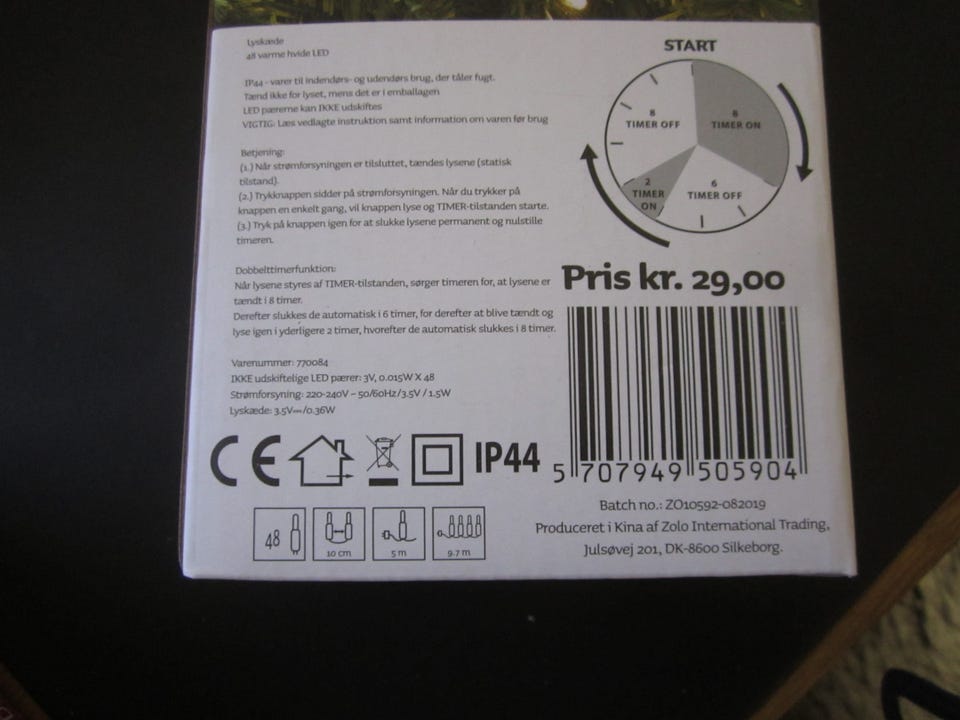 Lyskæde
48 varme hvide LED
IP44 - varer til indendørs- og udendørs brug, der tåler fugt.
Tænd ikke for lyset, mens det er i emballagen
LED pærerne kan IKKE udskiftes
VIGTIG: Læs vedlagte instruktion samt information om varen før brug
Betjening:
(1.) Når strømforsyningen er tilsluttet, tændes lysene (statisk
tilstand).
(2.) Trykknappen sidder på strømforsyningen. Når du trykker på
knappen en enkelt gang, vil knappen lyse og TIMER-tilstanden starte.
(3.) Tryk på knappen igen for at slukke lysene permanent og nulstille
timeren.
Dobbelttimerfunktion:
Når lysene styres af TIMER-tilstanden, sørger timeren for, at lysene er
tændt i 8 timer.
Derefter slukkes de automatisk i 6 timer, for derefter at blive tændt og
lyse igen i yderligere 2 timer, hvorefter de automatisk slukkes i 8 timer.
Varenummer: 770084
IKKE udskiftelige LED pærer: 3V, 0.015W X 48
Strømforsyning: 220-240V ~ 50/60Hz/3.5V / 1.5W
Lyskæde: 3.5V⎓/0.36W
CE IP44
48
10 cm
5 m
9.7 m
START
8
TIMER OFF
8
TIMER ON
2
TIMER
ON
6
TIMER OFF
Pris kr. 29,00
5 707949 505904
Batch no.: ZO10592-082019
Produceret i Kina af Zolo International Trading,
Julsøvej 201, DK-8600 Silkeborg.